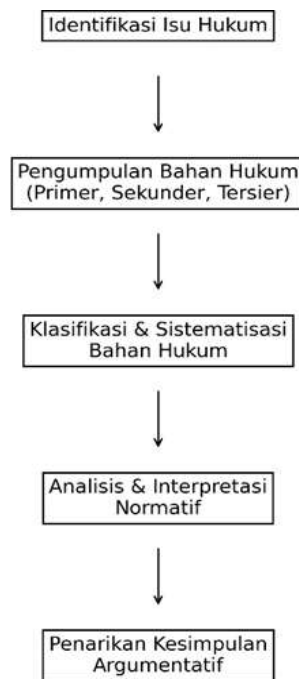 Identifikasi Isu Hukum
Pengumpulan Bahan Hukum
(Primer, Sekunder, Tersier)
Klasifikasi & Sistematisasi
Bahan Hukum
Analisis & Interpretasi
Normatif
Penarikan Kesimpulan
Argumentatif